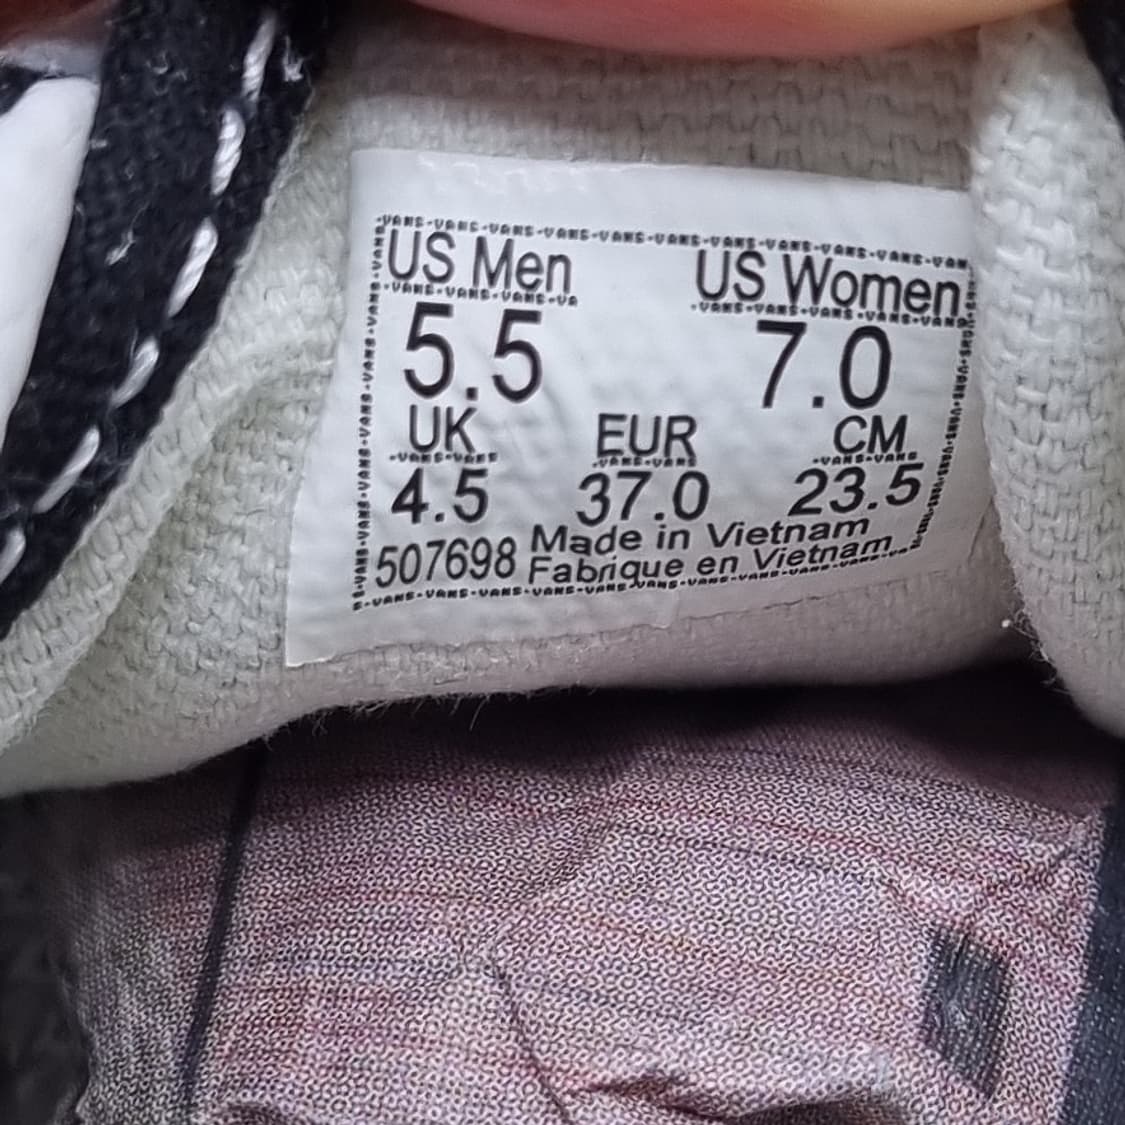 US Men US Women
5.5 7.0
UK EUR CM
4.5 37.0 23.5
507698 Made in Vietnam
Fabrique en Vietnam